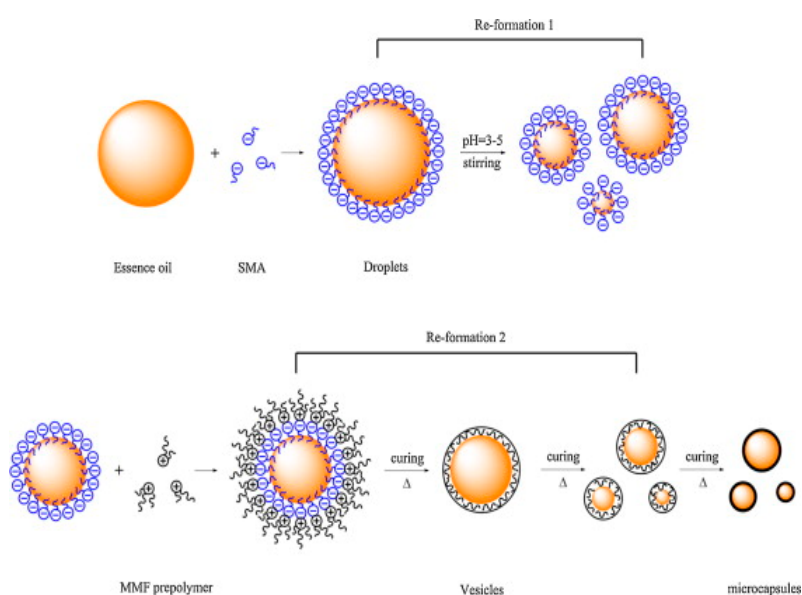 Re-formation 1
pH=3-5
stirring
+
Essence oil
SMA
Droplets
Re-formation 2
+
curing
Δ
curing
Δ
curing
Δ
MMF prepolymer
Vesicles
microcapsules